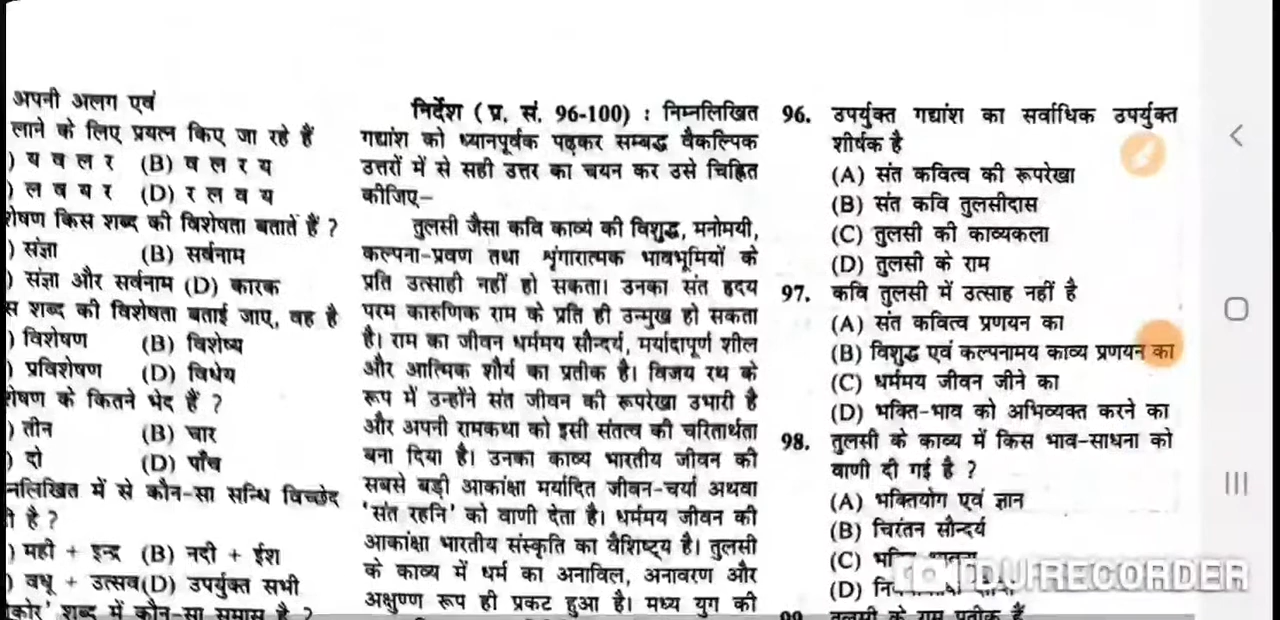 अपनी अलग एवं
लाने के लिए प्रयत्न किए जा रहे हैं
) य व ल र (B) व ल र य
) ल व य र (D) र ल व य
शेषण किस शब्द की विशेषता बतातें हैं ?
) संज्ञा (B) सर्वनाम
) संज्ञा और सर्वनाम (D) कारक
स शब्द की विशेषता बताई जाए, वह है
) विशेषण (B) विशेष्य
) प्रविशेषण (D) विधेय
शेषण के कितने भेद हैं ?
) तीन (B) चार
) दो (D) पाँच
नलिखित में से कौन-सा सन्धि विच्छेद
है ?
) मही + इन्द्र (B) नदी + ईश
) वधू + उत्सव(D) उपर्युक्त सभी
कोर' शब्द में कौन-सा समास है ?
निर्देश ( प्र. सं. 96-100) : निम्नलिखित
गद्यांश को ध्यानपूर्वक पढ़कर सम्बद्ध वैकल्पिक
उत्तरों में से सही उत्तर का चयन कर उसे चिह्नित
कीजिए–
तुलसी जैसा कवि काव्य की विशुद्ध, मनोमयी,
कल्पना-प्रवण तथा शृंगारात्मक भावभूमियों के
प्रति उत्साही नहीं हो सकता। उनका संत हृदय
परम कारुणिक राम के प्रति ही उन्मुख हो सकता
है। राम का जीवन धर्ममय सौन्दर्य, मर्यादापूर्ण शील
और आत्मिक शौर्य का प्रतीक है। विजय रथ के
रूप में उन्होंने संत जीवन की रूपरेखा उभारी है
और अपनी रामकथा को इसी संतत्व की चरितार्थता
बना दिया है। उनका काव्य भारतीय जीवन की
सबसे बड़ी आकांक्षा मर्यादित जीवन-चर्या अथवा
'संत रहनि' को वाणी देता है। धर्ममय जीवन की
आकांक्षा भारतीय संस्कृति का वैशिष्ट्य है। तुलसी
के काव्य में धर्म का अनाविल, अनावरण और
अक्षुण्ण रूप ही प्रकट हुआ है। मध्य युग की
96. उपर्युक्त गद्यांश का सर्वाधिक उपर्युक्त
शीर्षक है
(A) संत कवित्व की रूपरेखा
(B) संत कवि तुलसीदास
(C) तुलसी की काव्यकला
(D) तुलसी के राम
97. कवि तुलसी में उत्साह नहीं है
(A) संत कवित्व प्रणयन का
(B) विशुद्ध एवं कल्पनामय काव्य प्रणयन का
(C) धर्ममय जीवन जीने का
(D) भक्ति-भाव को अभिव्यक्त करने का
98. तुलसी के काव्य में किस भाव-साधना को
वाणी दी गई है ?
(A) भक्तियोग एवं ज्ञान
(B) चिरंतन सौन्दर्य
(C)
(D)
99. तुलसी के राम प्रतीक हैं
EDU RECORDER